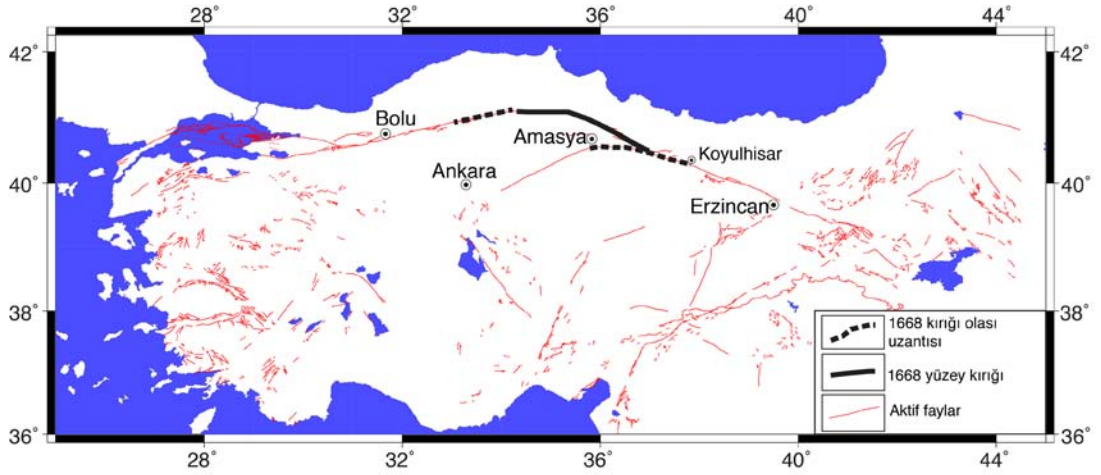 28° 32° 36° 40° 44°
42° 42°
Bolu
Amasya
Koyulhisar
Ankara
40° 40°
Erzincan
38° 38°
1668 kırığı olası
uzantısı
1668 yüzey kırığı
Aktif faylar
36° 36°
28° 32° 36° 40° 44°